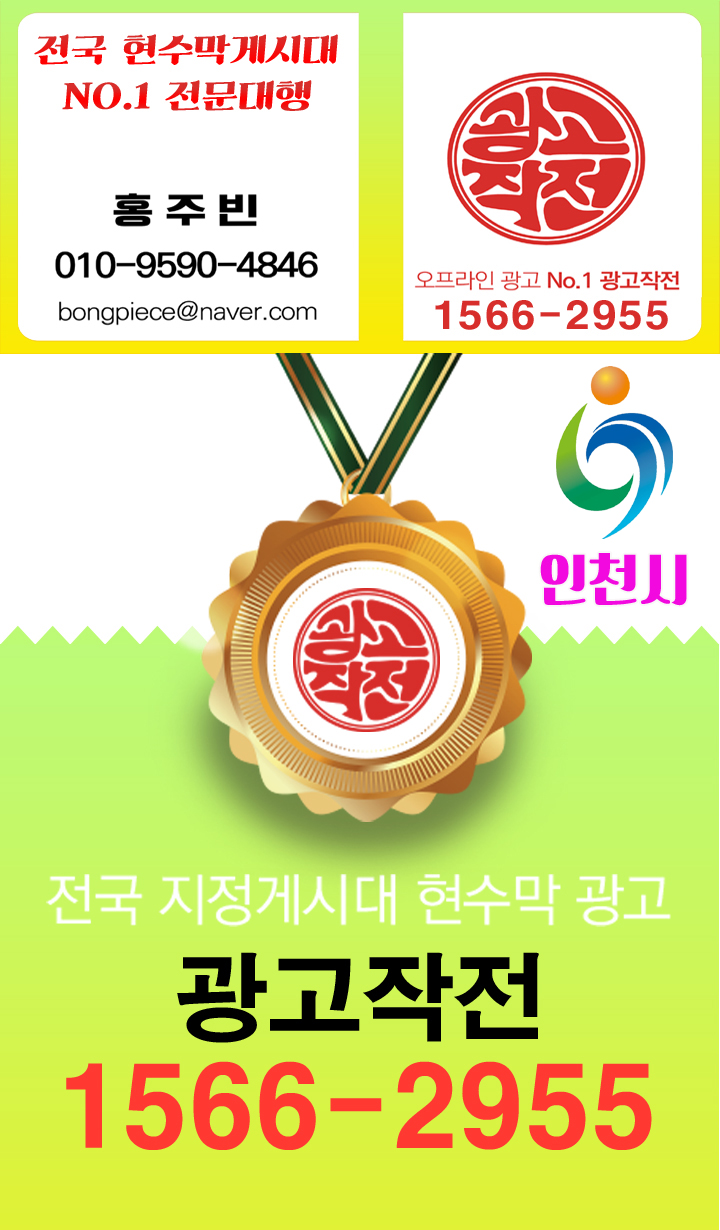 전국 현수막게시대
NO.1 전문대행
홍주빈
010-9590-4846
bongpiece@naver.com
광고
작전
오프라인 광고 No.1 광고작전
1566-2955
인천시
광고
작전
전국 지정게시대 현수막 광고
광고작전
1566-2955